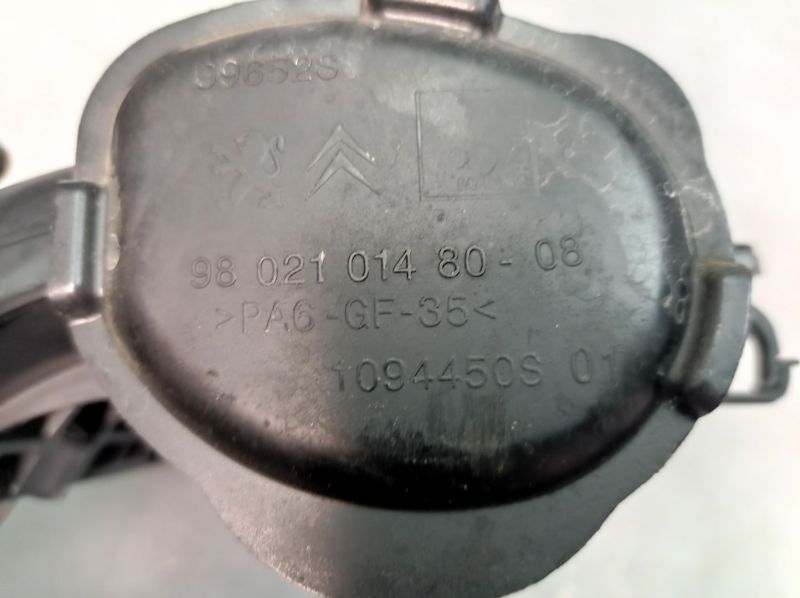 99652S
98 021 014 80 - 08
>PA6-GF-35<
1094450S 01